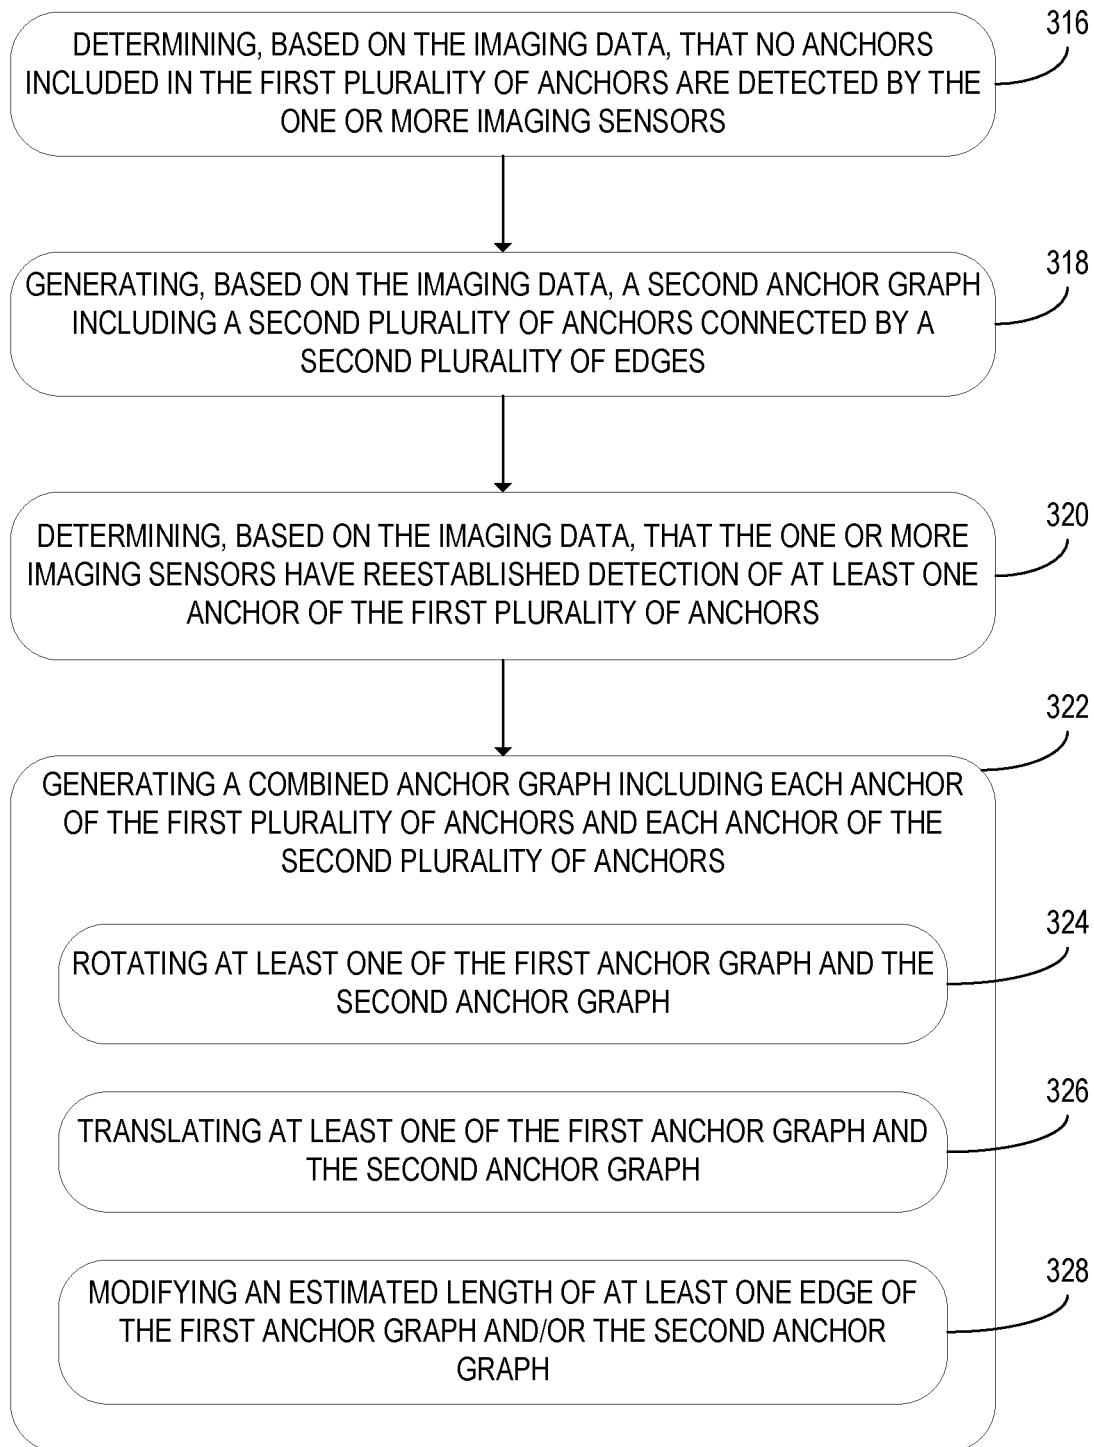 316
DETERMINING, BASED ON THE IMAGING DATA, THAT NO ANCHORS
INCLUDED IN THE FIRST PLURALITY OF ANCHORS ARE DETECTED BY THE
ONE OR MORE IMAGING SENSORS
318
GENERATING, BASED ON THE IMAGING DATA, A SECOND ANCHOR GRAPH
INCLUDING A SECOND PLURALITY OF ANCHORS CONNECTED BY A
SECOND PLURALITY OF EDGES
320
DETERMINING, BASED ON THE IMAGING DATA, THAT THE ONE OR MORE
IMAGING SENSORS HAVE REESTABLISHED DETECTION OF AT LEAST ONE
ANCHOR OF THE FIRST PLURALITY OF ANCHORS
322
GENERATING A COMBINED ANCHOR GRAPH INCLUDING EACH ANCHOR
OF THE FIRST PLURALITY OF ANCHORS AND EACH ANCHOR OF THE
SECOND PLURALITY OF ANCHORS
324
ROTATING AT LEAST ONE OF THE FIRST ANCHOR GRAPH AND THE
SECOND ANCHOR GRAPH
326
TRANSLATING AT LEAST ONE OF THE FIRST ANCHOR GRAPH AND
THE SECOND ANCHOR GRAPH
328
MODIFYING AN ESTIMATED LENGTH OF AT LEAST ONE EDGE OF
THE FIRST ANCHOR GRAPH AND/OR THE SECOND ANCHOR
GRAPH